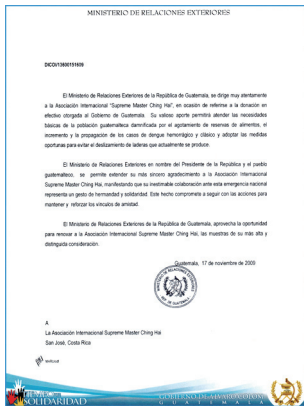 MINISTERIO DE RELACIONES EXTERIORES
DICOI/13800191609
El Ministerio de Relaciones Exteriores de la República de Guatemala, se dirige muy atentamente
a la Asociación Internacional "Supreme Master Ching Hai", en ocasión de referirse a la donación en
efectivo otorgada al Gobierno de Guatemala. Su valioso aporte permitirá atender las necesidades
básicas de la población guatemalteca damnificada por el agotamiento de reservas de alimentos, el
incremento y la propagación de los casos de dengue hemorrágico y clásico y adoptar las medidas
oportunas para evitar el deslizamiento de laderas que actualmente se produce.
El Ministerio de Relaciones Exteriores en nombre del Presidente de la República y el pueblo
guatemalteco, se permite extender su más sincero agradecimiento a la Asociación Internacional
Supreme Master Ching Hai, manifestando que su inestimable colaboración ante esta emergencia nacional
representa un gesto de hermandad y solidaridad. Este hecho compromete a seguir con las acciones para
mantener y reforzar los vínculos de amistad.
El Ministerio de Relaciones Exteriores de la República de Guatemala, aprovecha la oportunidad
para renovar a la Asociación Internacional Supreme Master Ching Hai, las muestras de su más alta y
distinguida consideración.
Guatemala, 17 de noviembre de 2009
A
La Asociación Internacional Supreme Master Ching Hai
San José, Costa Rica
SOLIDARIDAD
GOBIERNO DE ALVARO COLOM
GUATEMALA